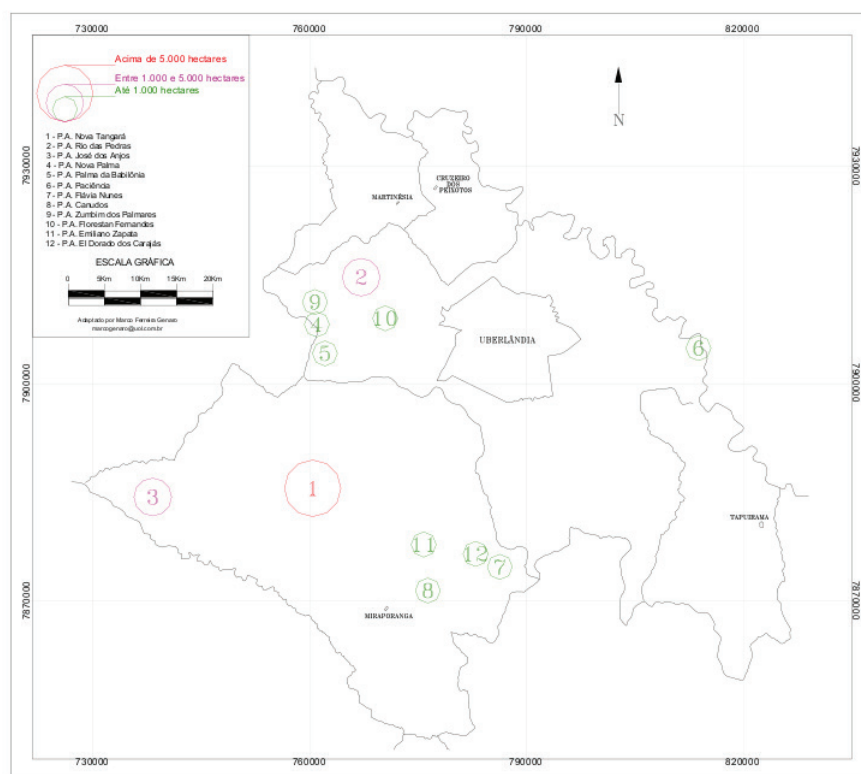 730000 760000 790000 820000
Acima de 5.000 hectares
Entre 1.000 e 5.000 hectares
Até 1.000 hectares
1 - P.A. Nova Tangará
2 - P.A. Rio das Pedras
3 - P.A. José dos Anjos
4 - P.A. Nova Palma
5 - P.A. Palma da Babilônia
6 - P.A. Paciência
7 - P.A. Flávia Nunes
8 - P.A. Canudos
9 - P.A. Zumbim dos Palmares
10 - P.A. Florestan Fernandes
11 - P.A. Emiliano Zapata
12 - P.A. El Dorado dos Carajás
ESCALA GRÁFICA
0 5Km 10Km 15Km 20Km
Adaptado por Marco Ferreira Genaro
marcogenaro@uol.com.br
N
7930000 7930000
CRUZEIRO
DOS
PEIXOTOS
MARTINÉSIA
2
9
4
10
5
UBERLÂNDIA
6
7900000 7900000
3
1
11
12
7
8
TAPUIRAMA
7870000 7870000
MIRAPORANGA
730000 760000 790000 820000